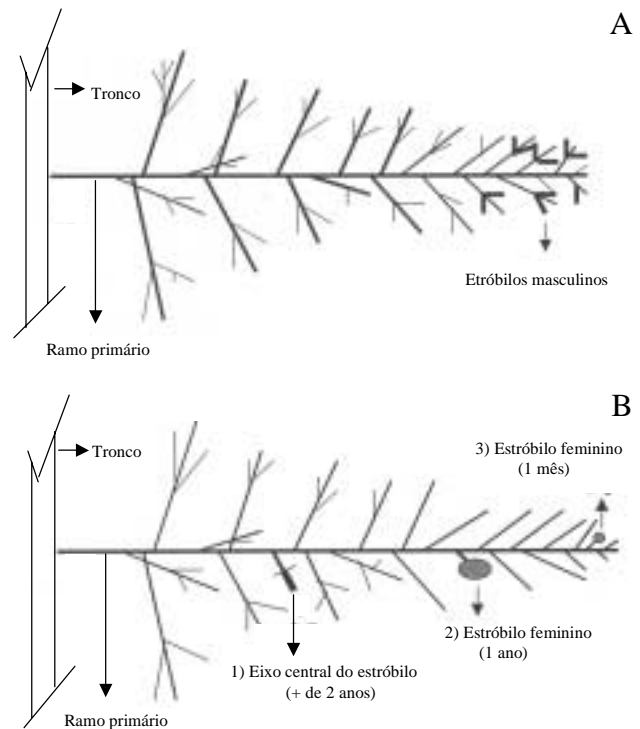 A
Tronco
Etróbilos masculinos
Ramo primário
B
Tronco
3) Estróbilo feminino
(1 mês)
2) Estróbilo feminino
(1 ano)
1) Eixo central do estróbilo
(+ de 2 anos)
Ramo primário